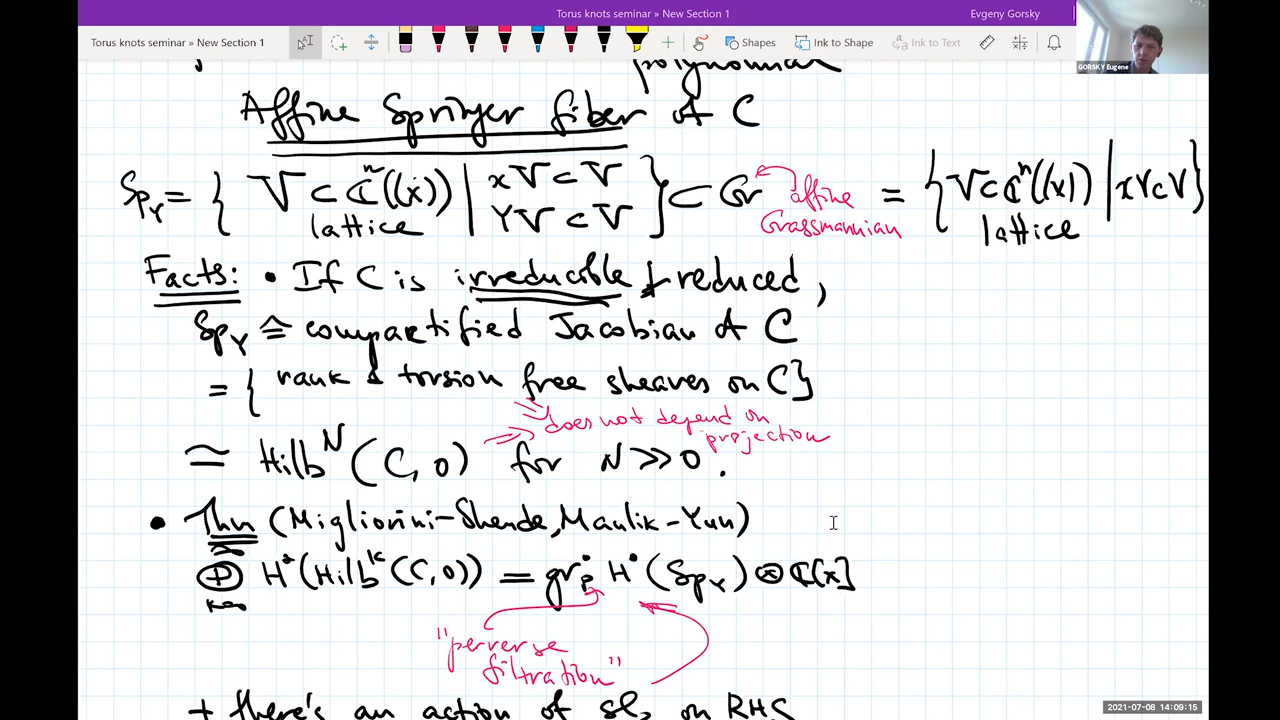 Torus knots seminar » New Section 1
Evgeny Gorsky
Torus knots seminar » New Section 1
Shapes
Ink to Shape
Ink to Text
GORSKY Eugene
polynomial
Affine Springer fiber of C
Sp_Y = { V ⊂ C^n((x)) lattice | xV ⊂ V, YV ⊂ V } ⊂ Gr = { V ⊂ C^n((x)) lattice | xV ⊂ V }
affine
Grassmannian
Facts: • If C is irreducible + reduced,
Sp_Y ≅ compactified Jacobian of C
= { rank 1 torsion free sheaves on C }
does not depend on
projection
≃ Hilb^N (C, 0) for N >> 0.
• Thm (Migliorini-Shende, Maulik-Yun)
⊕ H^*(Hilb^k (C, 0)) = gr_P H^•(Sp_Y) ⊗ C[x]
"perverse
filtration"
+ there's an action of sl_2 on RHS
2021-07-08 14:09:15